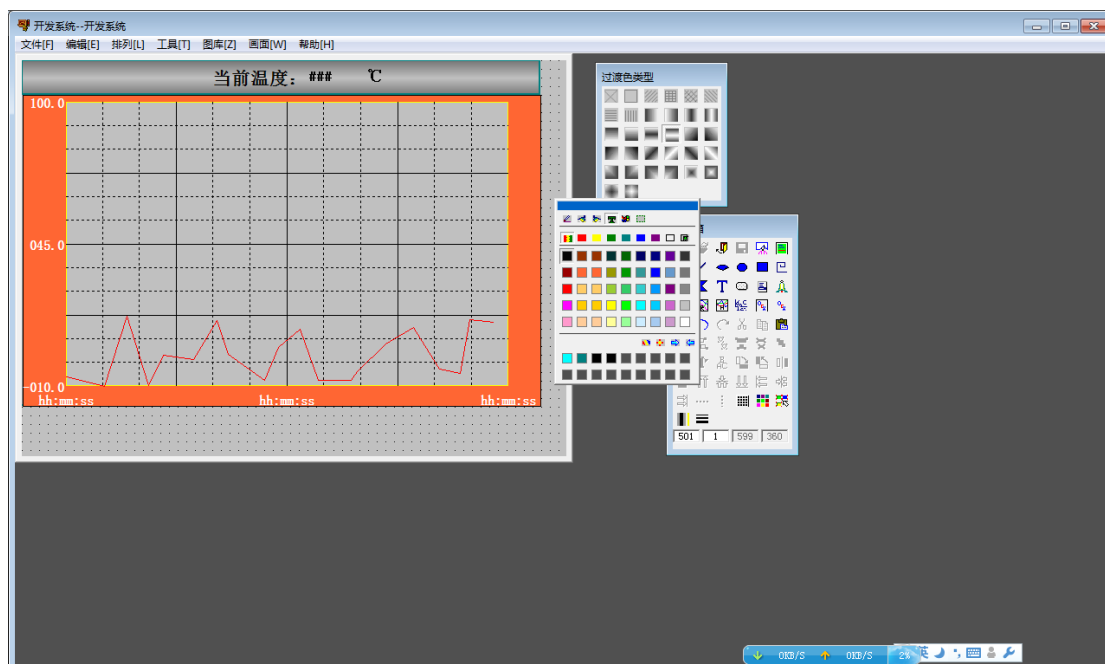 开发系统--开发系统
文件[F] 编辑[E] 排列[L] 工具[T] 图库[Z] 画面[W] 帮助[H]
当前温度: ### ℃
过渡色类型
100.0
045.0
-010.0
hh:mm:ss hh:mm:ss hh:mm:ss
501 1 599 360
0KB/S 0KB/S 2%
英